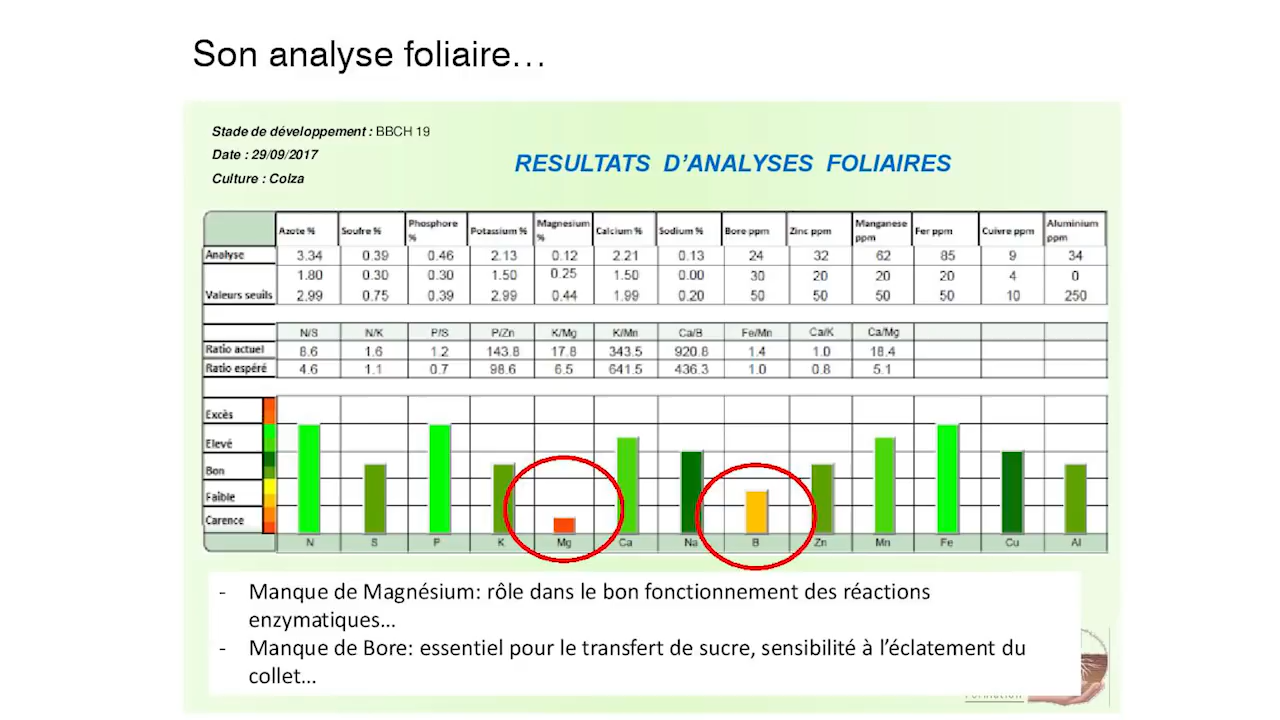 Son analyse foliaire…
Stade de développement : BBCH 19
Date : 29/09/2017
Culture : Colza
RESULTATS D'ANALYSES FOLIAIRES
Azote % Soufre % Phosphore % Potassium % Magnesium % Calcium % Sodium % Bore ppm Zinc ppm Manganese ppm Fer ppm Cuivre ppm Aluminium ppm
Analyse 3.34 0.39 0.46 2.13 0.12 2.21 0.13 24 32 62 85 9 34
1.80 0.30 0.30 1.50 0.25 1.50 0.00 30 20 20 20 4 0
Valeurs seuils 2.99 0.75 0.39 2.99 0.44 1.99 0.20 50 50 50 50 10 250
N/S N/K P/S P/Zn K/Mg K/Mn Ca/B Fe/Mn Ca/K Ca/Mg
Ratio actuel 8.6 1.6 1.2 143.8 17.8 343.5 920.8 1.4 1.0 18.4
Ratio espéré 4.6 1.1 0.7 98.6 6.5 641.5 436.3 1.0 0.8 5.1
Excès
Elevé
Bon
Faible
Carence
N S P K Mg Ca Na B Zn Mn Fe Cu Al
- Manque de Magnésium: rôle dans le bon fonctionnement des réactions
enzymatiques…
- Manque de Bore: essentiel pour le transfert de sucre, sensibilité à l'éclatement du
collet…